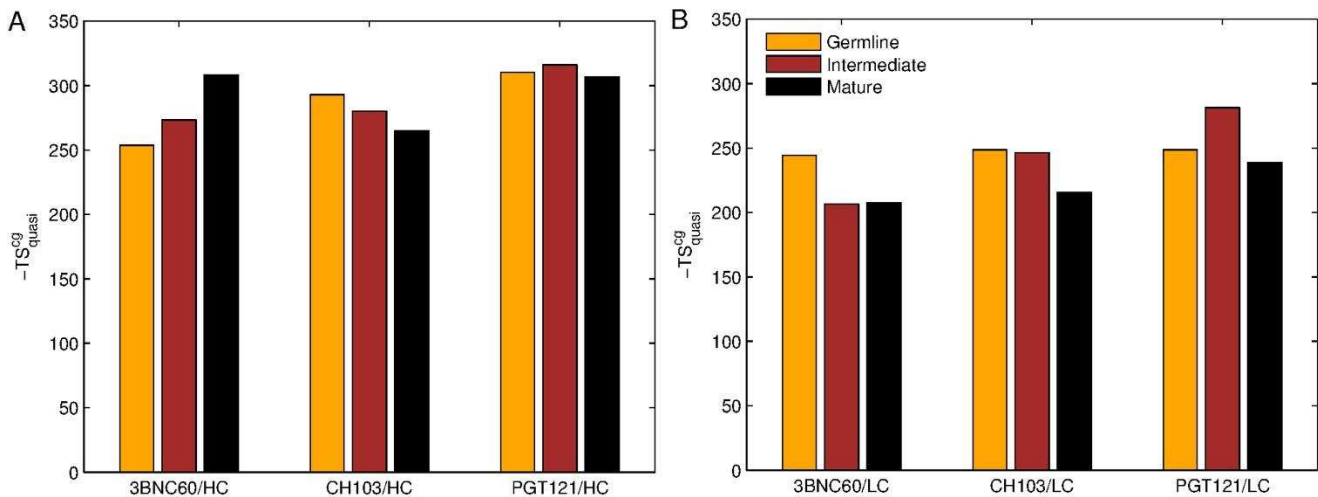 A
350
300
250
200
150
100
50
0
−TS^cg_quasi
3BNC60/HC CH103/HC PGT121/HC
B
350
300
250
200
150
100
50
0
−TS^cg_quasi
Germline
Intermediate
Mature
3BNC60/LC CH103/LC PGT121/LC